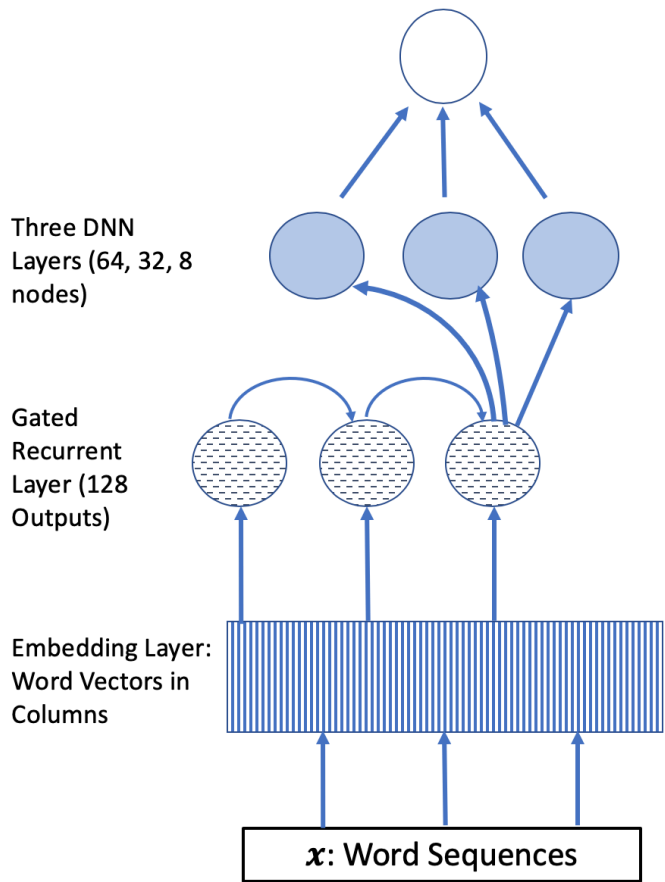 Three DNN
Layers (64, 32, 8
nodes)
Gated
Recurrent
Layer (128
Outputs)
Embedding Layer:
Word Vectors in
Columns
x: Word Sequences